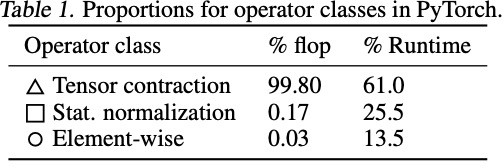 Table 1. Proportions for operator classes in PyTorch.
Operator class % flop % Runtime
△ Tensor contraction 99.80 61.0
□ Stat. normalization 0.17 25.5
○ Element-wise 0.03 13.5